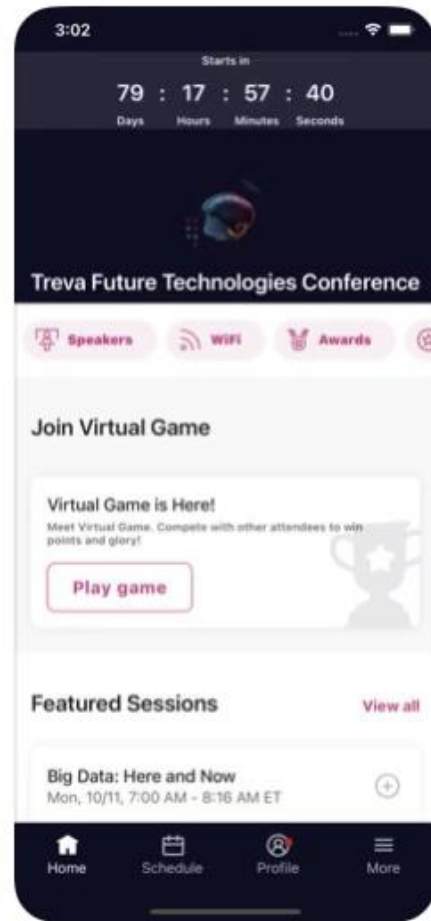 3:02
Starts in
79 : 17 : 57 : 40
Days Hours Minutes Seconds
Treva Future Technologies Conference
Speakers WiFi Awards
Join Virtual Game
Virtual Game is Here!
Meet Virtual Game. Compete with other attendees to win
points and glory!
Play game
Featured Sessions View all
Big Data: Here and Now
Mon, 10/11, 7:00 AM - 8:16 AM ET
Home Schedule Profile More